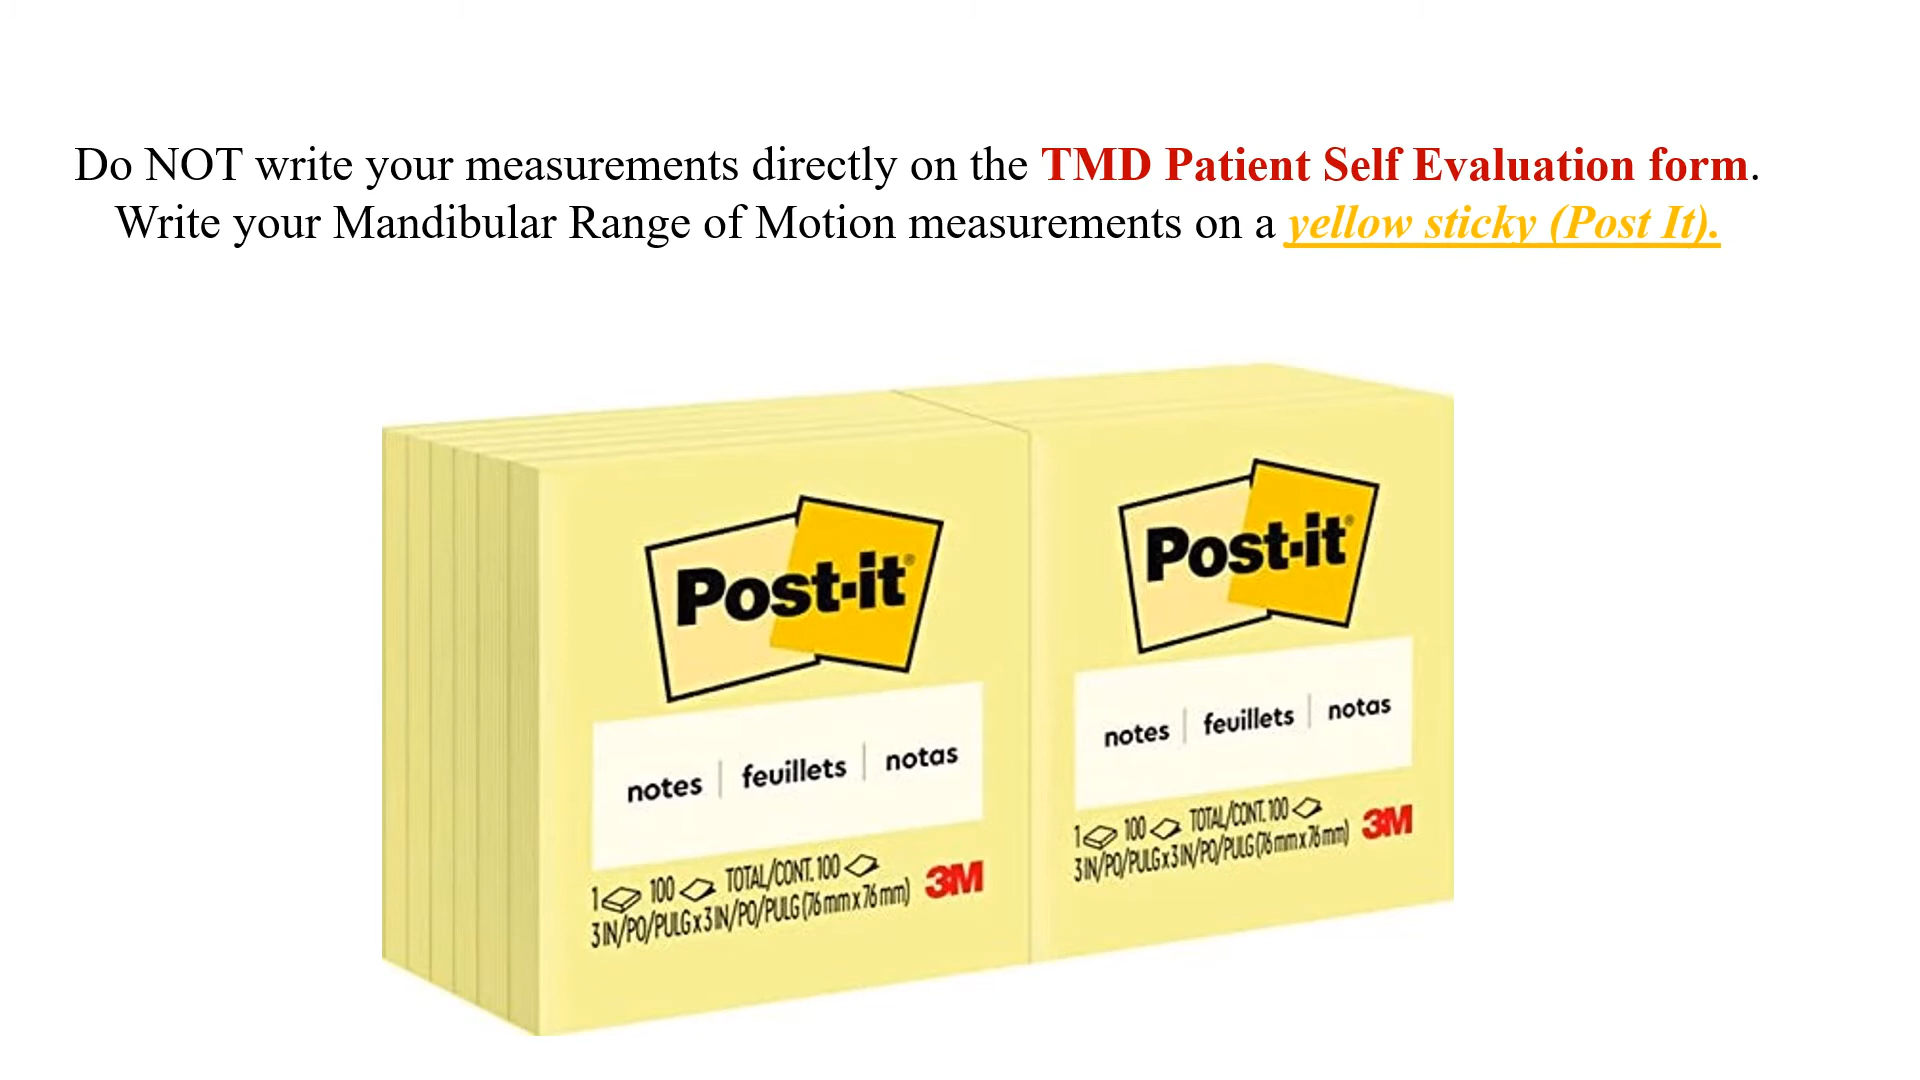 Do NOT write your measurements directly on the TMD Patient Self Evaluation form.
Write your Mandibular Range of Motion measurements on a yellow sticky (Post It).
Post-it®
notes | feuillets | notas
1 100 TOTAL/CONT. 100
3 IN/PO/PULG x 3 IN/PO/PULG (76 mm x 76 mm)
3M
Post-it®
notes | feuillets | notas
1 100 TOTAL/CONT. 100
3 IN/PO/PULG x 3 IN/PO/PULG (76 mm x 76 mm)
3M